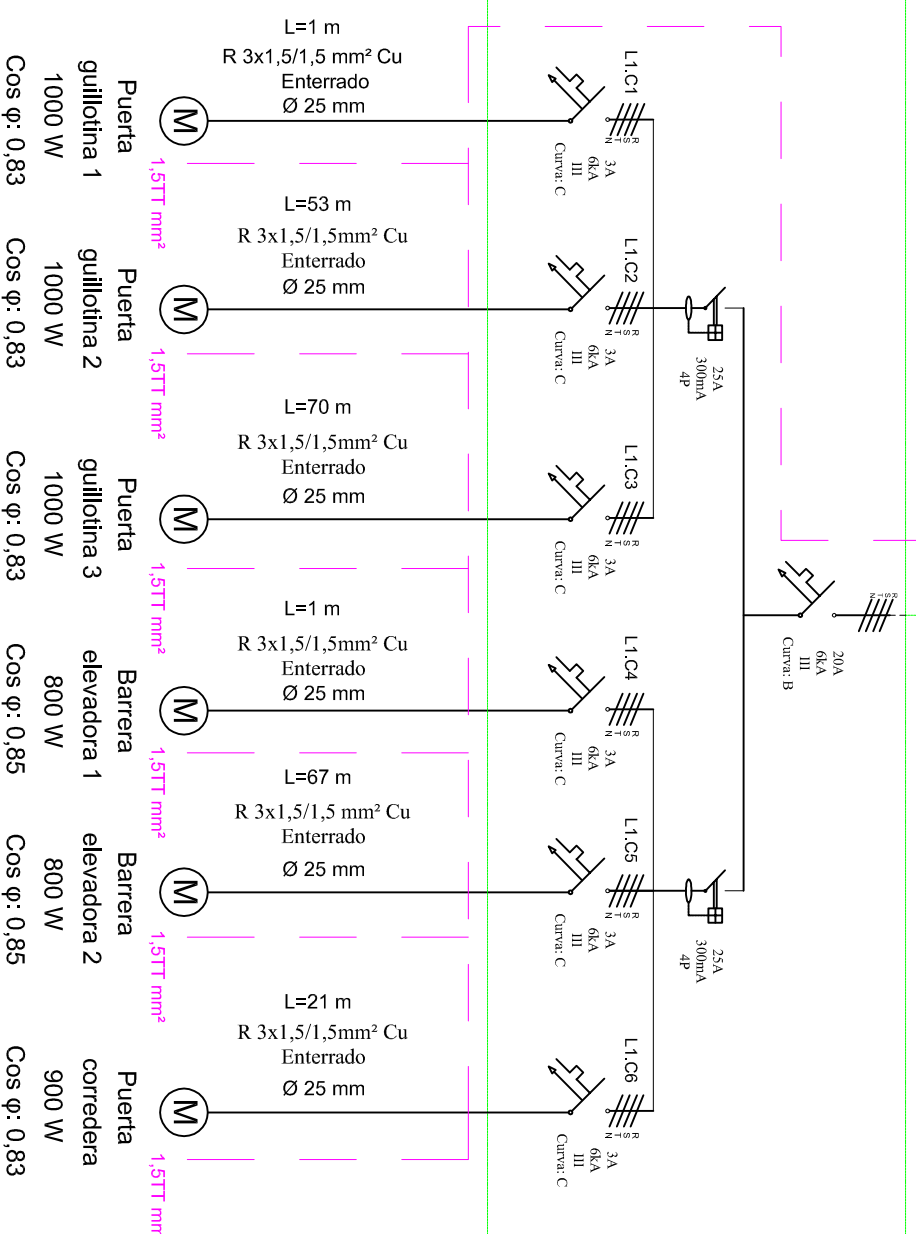 R S T N
20A
6kA
III
Curva: B
25A
300mA
4P
25A
300mA
4P
L1.C1
R S T N
3A
6kA
III
Curva: C
L1.C2
R S T N
3A
6kA
III
Curva: C
L1.C3
R S T N
3A
6kA
III
Curva: C
L1.C4
R S T N
3A
6kA
III
Curva: C
L1.C5
R S T N
3A
6kA
III
Curva: C
L1.C6
R S T N
3A
6kA
III
Curva: C
L=1 m
R 3x1,5/1,5 mm² Cu
Enterrado
Ø 25 mm
L=53 m
R 3x1,5/1,5mm² Cu
Enterrado
Ø 25 mm
L=70 m
R 3x1,5/1,5mm² Cu
Enterrado
Ø 25 mm
L=1 m
R 3x1,5/1,5mm² Cu
Enterrado
Ø 25 mm
L=67 m
R 3x1,5/1,5 mm² Cu
Enterrado
Ø 25 mm
L=21 m
R 3x1,5/1,5mm² Cu
Enterrado
Ø 25 mm
M
1,5TT mm²
Puerta
guillotina 1
1000 W
Cos φ: 0,83
M
1,5TT mm²
Puerta
guillotina 2
1000 W
Cos φ: 0,83
M
1,5TT mm²
Puerta
guillotina 3
1000 W
Cos φ: 0,83
M
1,5TT mm²
Barrera
elevadora 1
800 W
Cos φ: 0,85
M
1,5TT mm²
Barrera
elevadora 2
800 W
Cos φ: 0,85
M
1,5TT mm
Puerta
corredera
900 W
Cos φ: 0,83